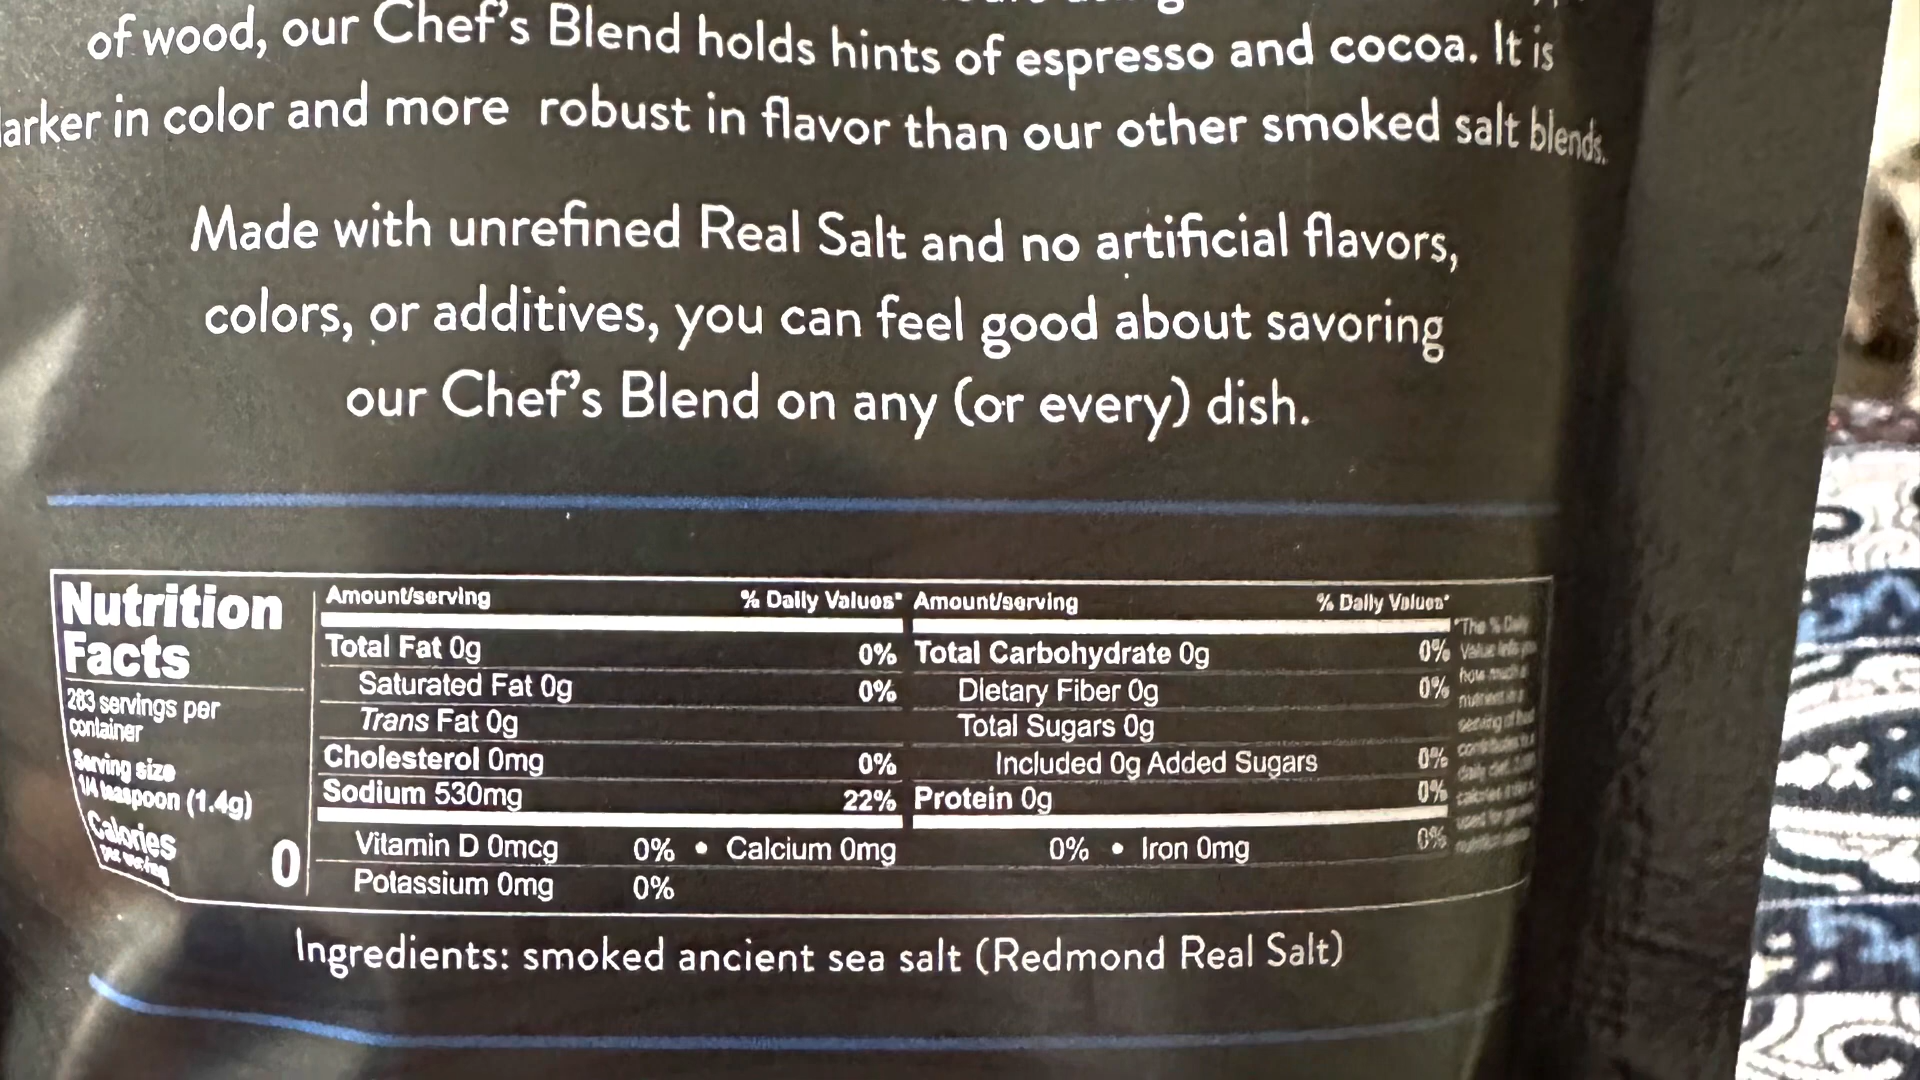 of wood, our Chef's Blend holds hints of espresso and cocoa. It is
arker in color and more robust in flavor than our other smoked salt blends.
Made with unrefined Real Salt and no artificial flavors,
colors, or additives, you can feel good about savoring
our Chef's Blend on any (or every) dish.
Nutrition
Facts
283 servings per
container
Serving size
1/4 teaspoon (1.4g)
Calories
per serving
0
Amount/serving % Daily Values*
Total Fat 0g 0%
Saturated Fat 0g 0%
Trans Fat 0g
Cholesterol 0mg 0%
Sodium 530mg 22%
Amount/serving % Daily Values*
Total Carbohydrate 0g 0%
Dietary Fiber 0g 0%
Total Sugars 0g
Included 0g Added Sugars 0%
Protein 0g 0%
Vitamin D 0mcg 0% • Calcium 0mg 0% • Iron 0mg 0%
Potassium 0mg 0%
*The % Daily
Value
how much a
Ingredients: smoked ancient sea salt (Redmond Real Salt)